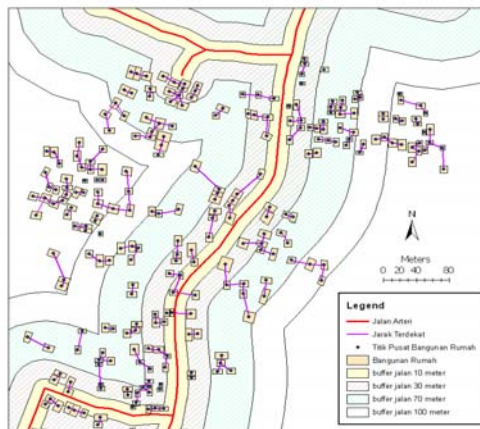 N
Meters
0 20 40 80
Legend
Jalan Arteri
Jarak Terdekat
Titik Pusat Bangunan Rumah
Bangunan Rumah
buffer jalan 10 meter
buffer jalan 30 meter
buffer jalan 70 meter
buffer jalan 100 meter